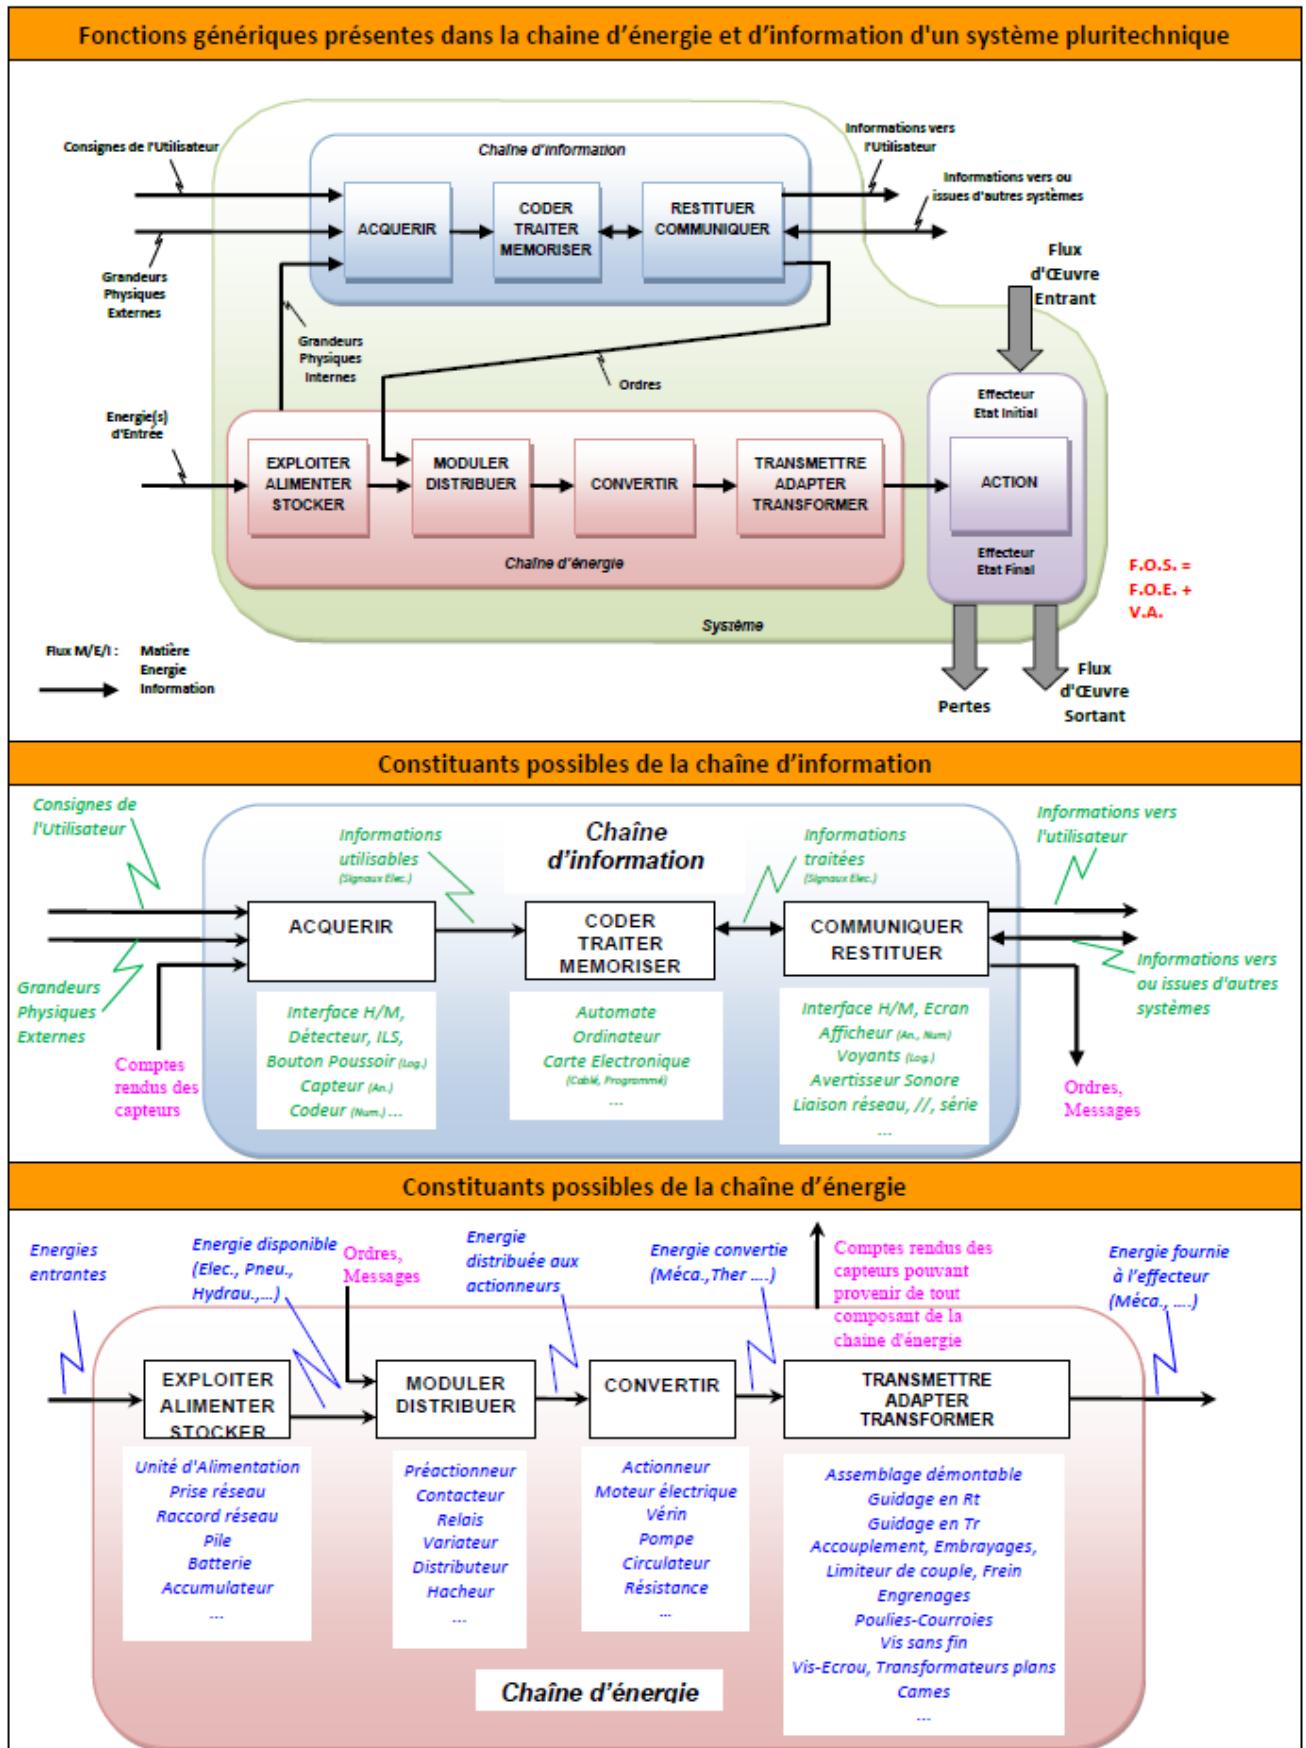 Fonctions génériques présentes dans la chaine d’énergie et d’information d'un système pluritechnique
Consignes de l'Utilisateur
Chaîne d'information
Informations vers
l'Utilisateur
Informations vers ou
issues d'autres systèmes
ACQUERIR
CODER
TRAITER
MEMORISER
RESTITUER
COMMUNIQUER
Grandeurs
Physiques
Externes
Flux
d'Œuvre
Entrant
Grandeurs
Physiques
Internes
Ordres
Energie(s)
d'Entrée
Effecteur
Etat Initial
EXPLOITER
ALIMENTER
STOCKER
MODULER
DISTRIBUER
CONVERTIR
TRANSMETTRE
ADAPTER
TRANSFORMER
ACTION
Chaîne d'énergie
Effecteur
Etat Final
F.O.S. =
F.O.E. +
V.A.
Système
Flux M/E/I :
Matière
Energie
Information
Pertes
Flux
d'Œuvre
Sortant
Constituants possibles de la chaîne d’information
Consignes de
l'Utilisateur
Informations
utilisables
(Signaux Elec.)
Chaîne
d’information
Informations
traitées
(Signaux Elec.)
Informations vers
l'utilisateur
ACQUERIR
CODER
TRAITER
MEMORISER
COMMUNIQUER
RESTITUER
Grandeurs
Physiques
Externes
Informations vers
ou issues d'autres
systèmes
Comptes
rendus des
capteurs
Interface H/M,
Détecteur, ILS,
Bouton Poussoir (Log.)
Capteur (An.)
Codeur (Num.) ...
Automate
Ordinateur
Carte Electronique
(Cablé, Programmé)
...
Interface H/M, Ecran
Afficheur (An., Num)
Voyants (Log.)
Avertisseur Sonore
Liaison réseau, //, série
...
Ordres,
Messages
Constituants possibles de la chaîne d’énergie
Energies
entrantes
Energie disponible
(Elec., Pneu.,
Hydrau.,...)
Ordres,
Messages
Energie
distribuée aux
actionneurs
Energie convertie
(Méca.,Ther ....)
Comptes rendus des
capteurs pouvant
provenir de tout
composant de la
chaine d'énergie
Energie fournie
à l’effecteur
(Méca., ....)
EXPLOITER
ALIMENTER
STOCKER
MODULER
DISTRIBUER
CONVERTIR
TRANSMETTRE
ADAPTER
TRANSFORMER
Unité d'Alimentation
Prise réseau
Raccord réseau
Pile
Batterie
Accumulateur
...
Préactionneur
Contacteur
Relais
Variateur
Distributeur
Hacheur
...
Actionneur
Moteur électrique
Vérin
Pompe
Circulateur
Résistance
...
Assemblage démontable
Guidage en Rt
Guidage en Tr
Accouplement, Embrayages,
Limiteur de couple, Frein
Engrenages
Poulies-Courroies
Vis sans fin
Vis-Ecrou, Transformateurs plans
Cames
...
Chaîne d’énergie